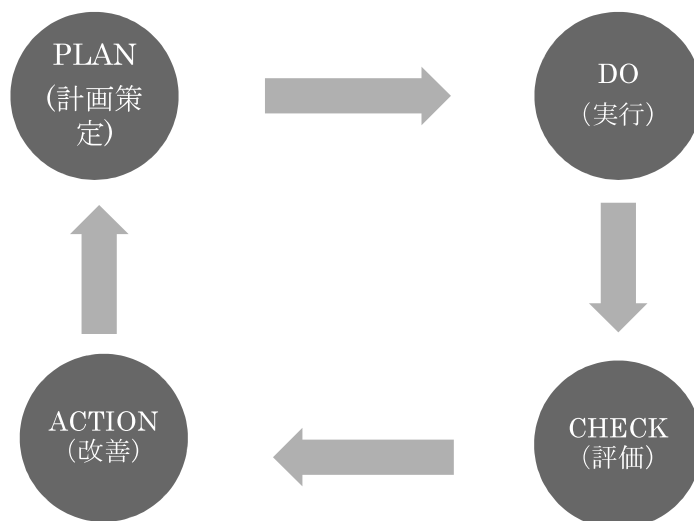 PLAN
(計画策
定)
DO
（実行）
ACTION
（改善）
CHECK
（評価）